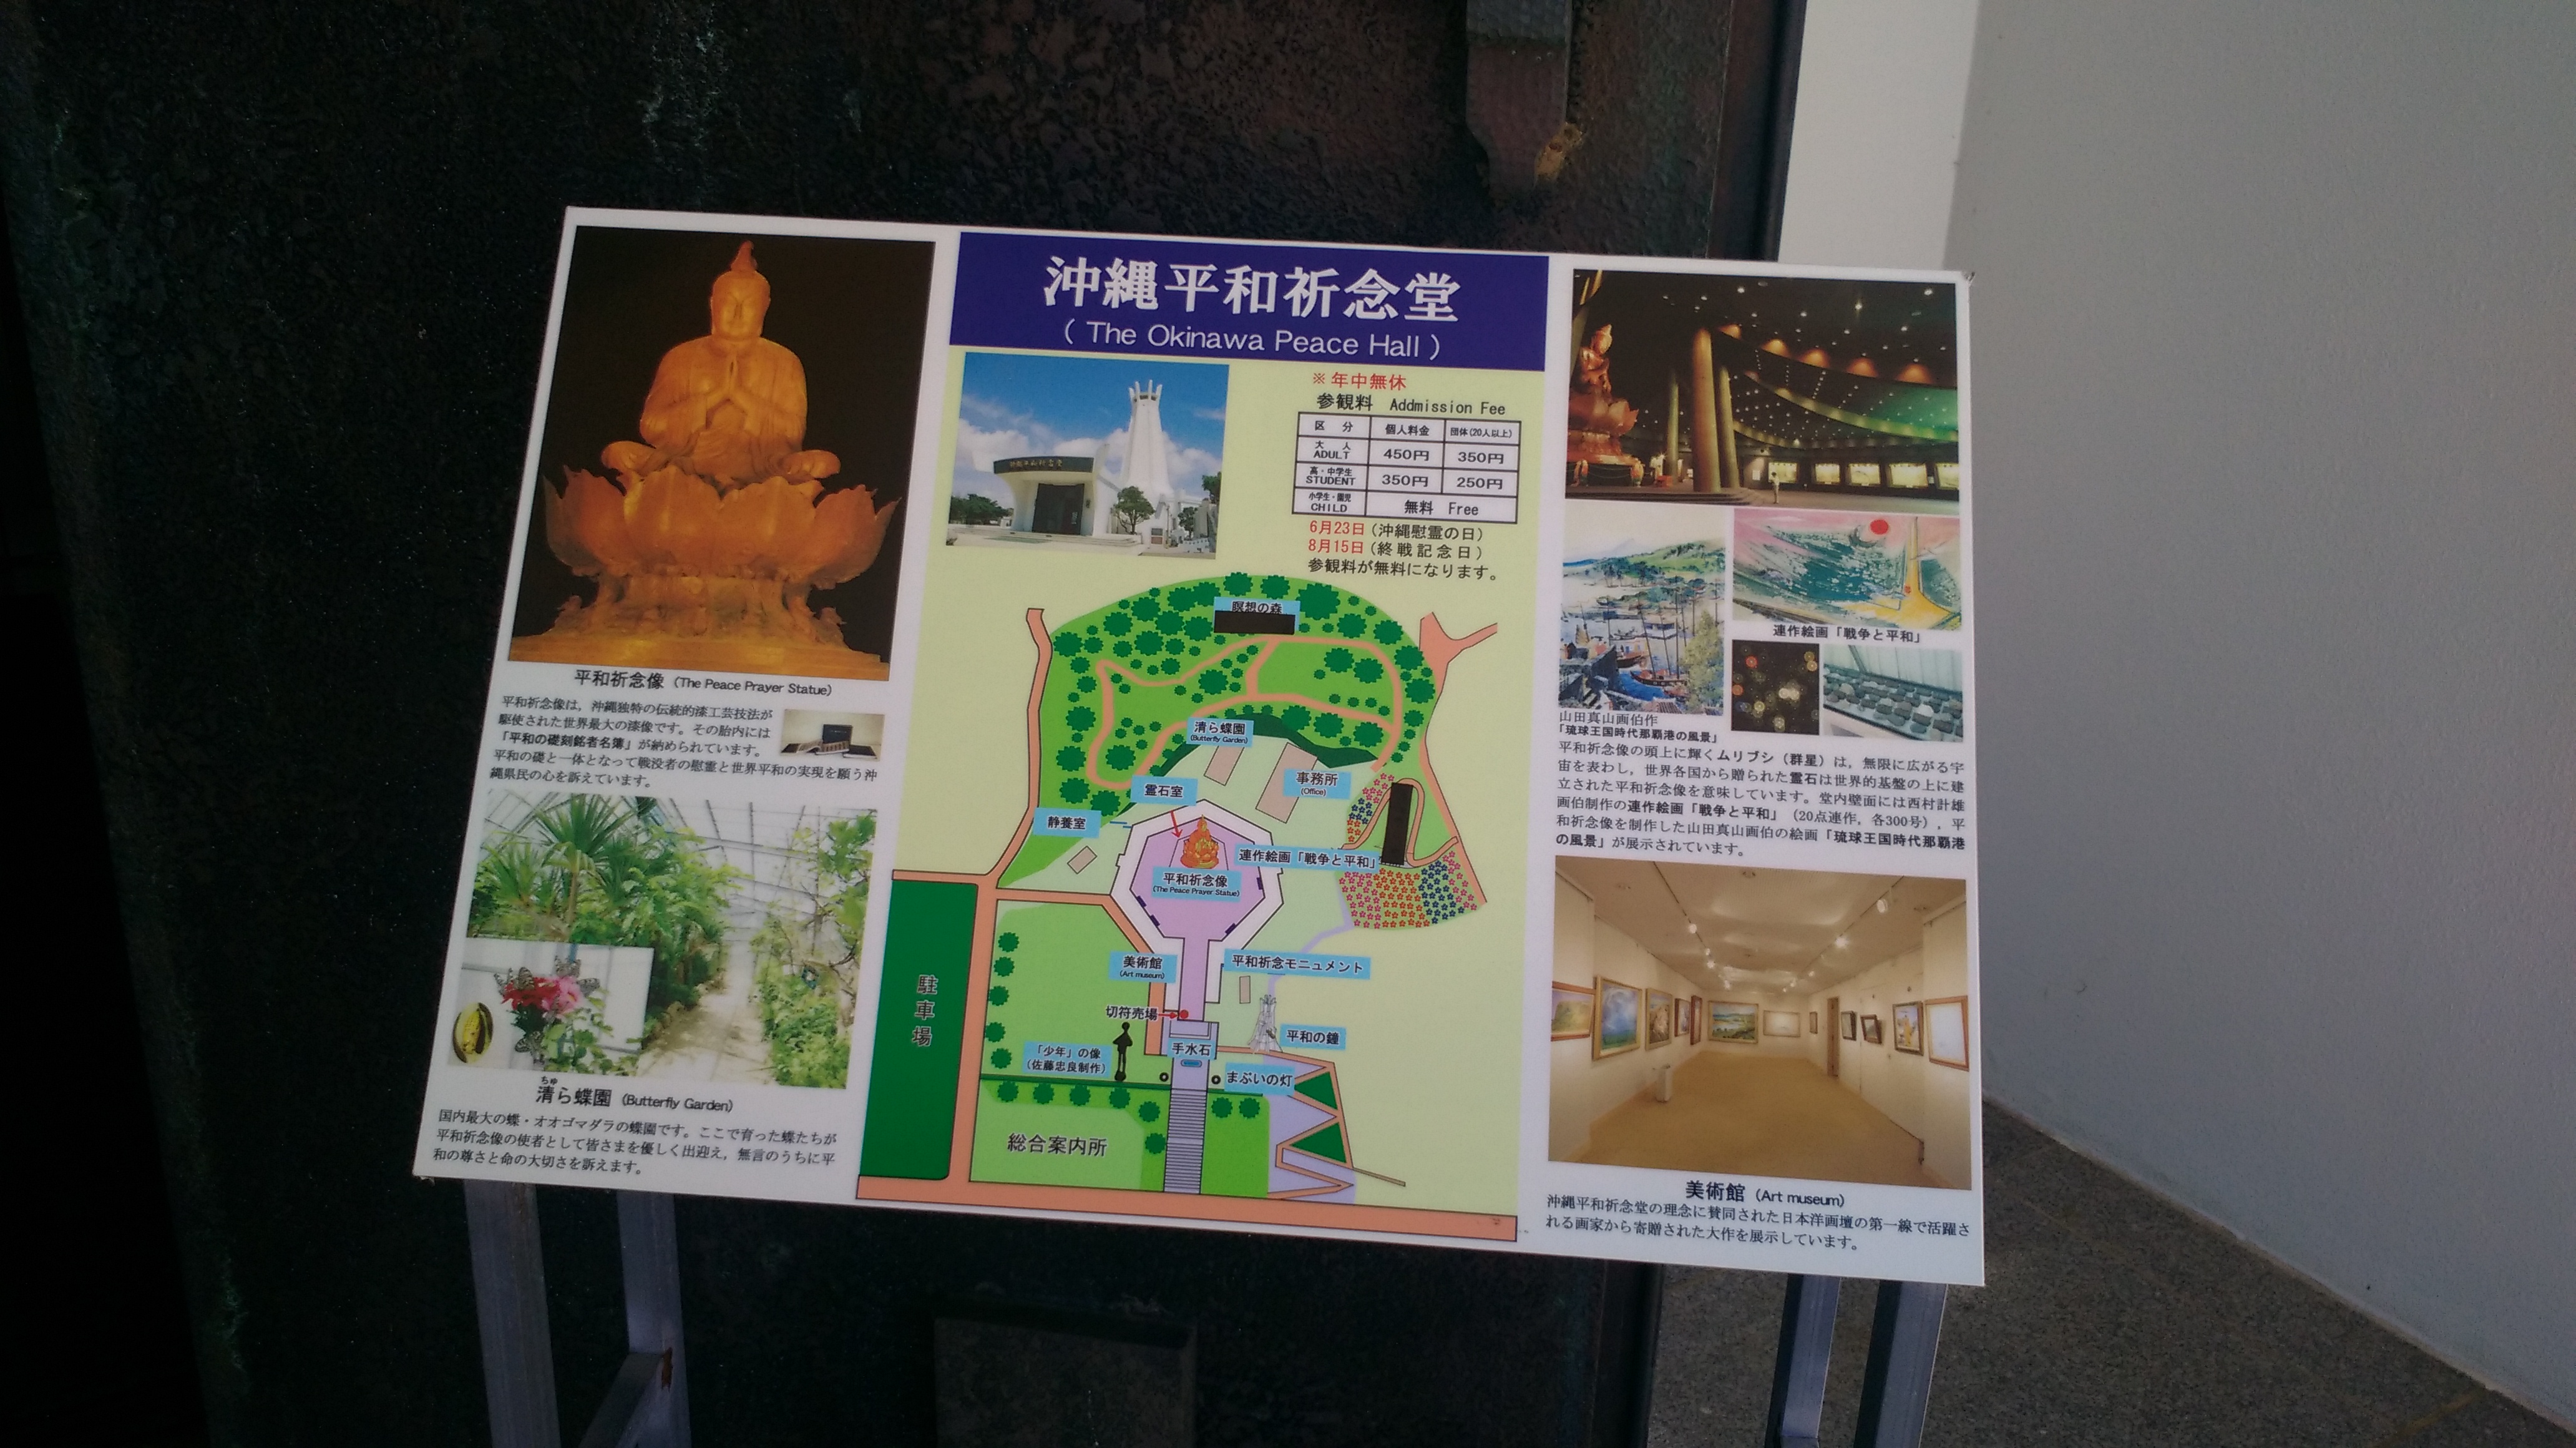 沖縄平和祈念堂
( The Okinawa Peace Hall )
平和祈念像 (The Peace Prayer Statue)
平和祈念像は，沖縄独特の伝統的漆工芸技法が
駆使された世界最大の漆像です。その胎内には
「平和の礎刻銘者名簿」が納められています。
平和の礎と一体となって戦没者の慰霊と世界平和の実現を願う沖
縄県民の心を訴えています。
ちゅ
清ら蝶園 (Butterfly Garden)
国内最大の蝶・オオゴマダラの蝶園です。ここで育った蝶たちが
平和祈念像の使者として皆さまを優しく出迎え，無言のうちに平
和の尊さと命の大切さを訴えます。
沖縄平和祈念堂
※ 年中無休
参観料 Addmission Fee
区 分 個人料金 団体(20人以上)
大 人
ADULT 450円 350円
高・中学生
STUDENT 350円 250円
小学生・園児
CHILD 無料 Free
6月23日 (沖縄慰霊の日)
8月15日 (終戦記念日)
参観料が無料になります。
瞑想の森
清ら蝶園
(Butterfly Garden)
事務所
(Office)
霊石室
静養室
連作絵画「戦争と平和」
平和祈念像
(The Peace Prayer Statue)
美術館
(Art museum)
平和祈念モニュメント
駐車場
切符売場
平和の鐘
手水石
「少年」の像
(佐藤忠良制作)
まぶいの灯
総合案内所
連作絵画「戦争と平和」
山田真山画伯作
「琉球王国時代那覇港の風景」
平和祈念像の頭上に輝くムリブシ（群星）は，無限に広がる宇
宙を表わし，世界各国から贈られた霊石は世界的基盤の上に建
立された平和祈念像を意味しています。堂内壁面には西村計雄
画伯制作の連作絵画「戦争と平和」（20点連作，各300号），平
和祈念像を制作した山田真山画伯の絵画「琉球王国時代那覇港
の風景」が展示されています。
美術館 (Art museum)
沖縄平和祈念堂の理念に賛同された日本洋画壇の第一線で活躍さ
れる画家から寄贈された大作を展示しています。